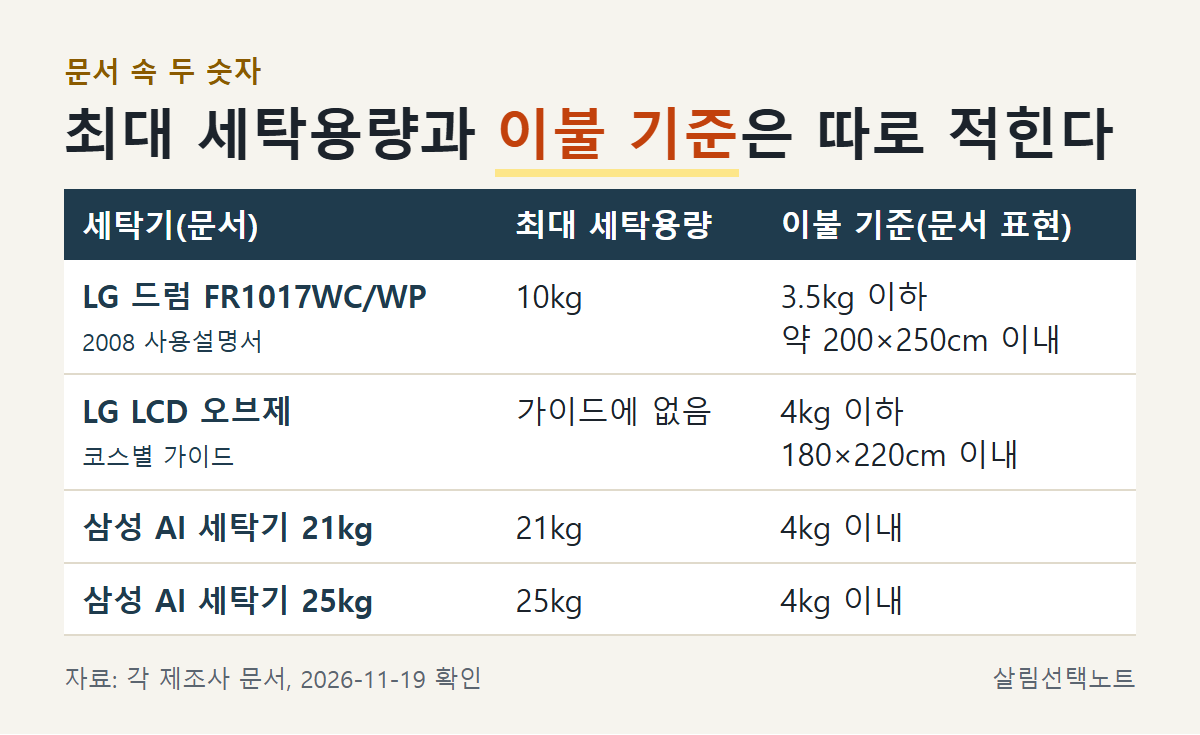 문서 속 두 숫자
최대 세탁용량과 이불 기준은 따로 적힌다
세탁기(문서) 최대 세탁용량 이불 기준(문서 표현)
LG 드럼 FR1017WC/WP 10kg 3.5kg 이하
2008 사용설명서 약 200×250cm 이내
LG LCD 오브제 가이드에 없음 4kg 이하
코스별 가이드 180×220cm 이내
삼성 AI 세탁기 21kg 21kg 4kg 이내
삼성 AI 세탁기 25kg 25kg 4kg 이내
자료: 각 제조사 문서, 2026-11-19 확인 살림선택노트